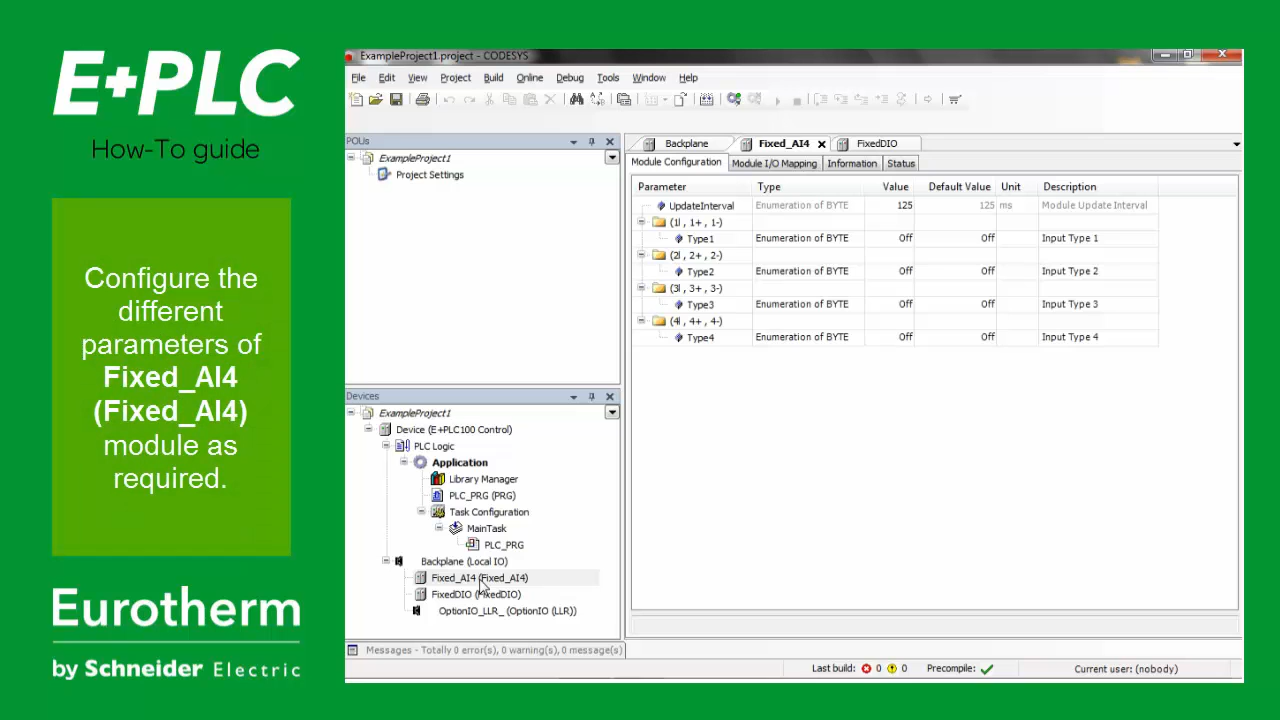 E+PLC
How-To guide
Configure the
different
parameters of
Fixed_AI4
(Fixed_AI4)
module as
required.
Eurotherm
by Schneider Electric
ExampleProject1.project - CODESYS
File Edit View Project Build Online Debug Tools Window Help
POUs
ExampleProject1
Project Settings
Devices
ExampleProject1
Device (E+PLC100 Control)
PLC Logic
Application
Library Manager
PLC_PRG (PRG)
Task Configuration
MainTask
PLC_PRG
Backplane (Local IO)
Fixed_AI4 (Fixed_AI4)
FixedDIO (FixedDIO)
OptionIO_LLR_ (OptionIO (LLR))
Backplane Fixed_AI4 FixedDIO
Module Configuration Module I/O Mapping Information Status
Parameter Type Value Default Value Unit Description
UpdateInterval Enumeration of BYTE 125 125 ms Module Update Interval
(1I , 1+ , 1-)
Type1 Enumeration of BYTE Off Off Input Type 1
(2I , 2+ , 2-)
Type2 Enumeration of BYTE Off Off Input Type 2
(3I , 3+ , 3-)
Type3 Enumeration of BYTE Off Off Input Type 3
(4I , 4+ , 4-)
Type4 Enumeration of BYTE Off Off Input Type 4
Messages - Totally 0 error(s), 0 warning(s), 0 message(s)
Last build: 0 0 Precompile: Current user: (nobody)